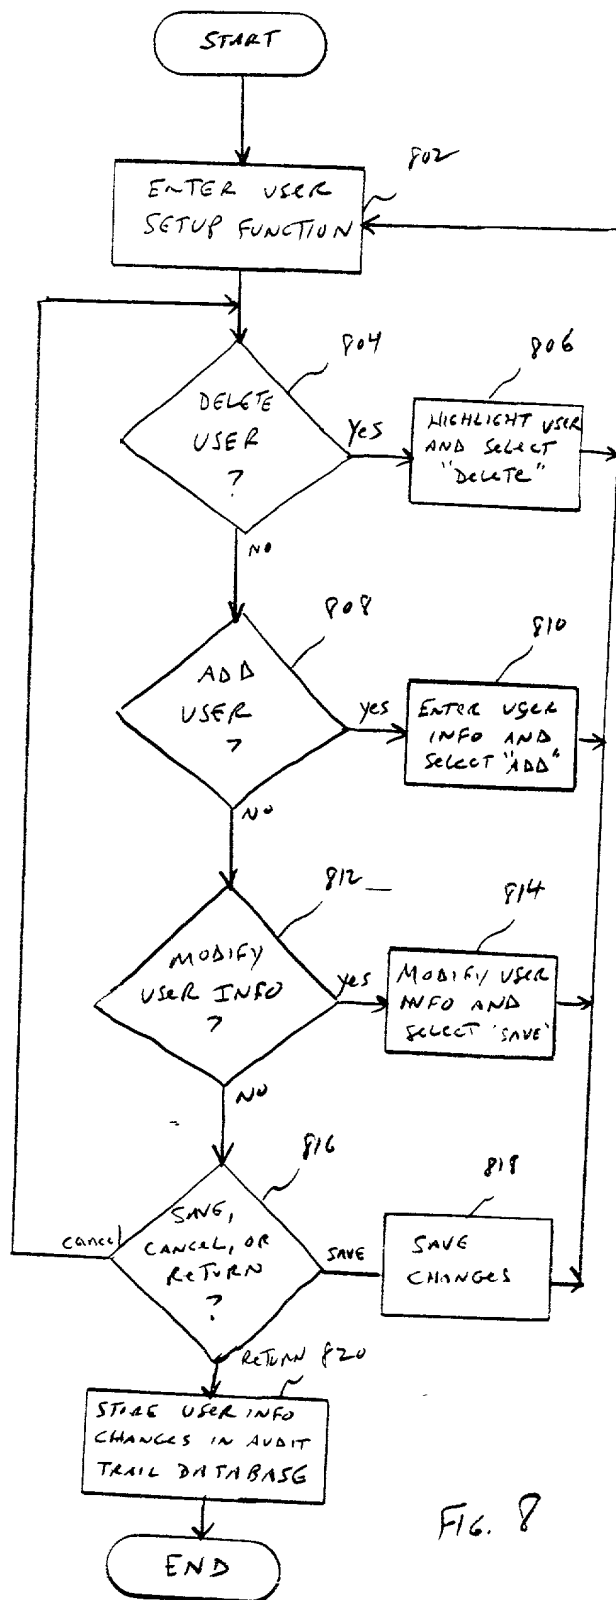 START
802
ENTER USER
SETUP FUNCTION
804
DELETE
USER
?
Yes
806
HIGHLIGHT USER
AND SELECT
"DELETE"
NO
808
ADD
USER
?
yes
810
ENTER USER
INFO AND
SELECT "ADD"
NO
812
MODIFY
USER INFO
?
yes
814
MODIFY USER
INFO AND
SELECT 'SAVE'
NO
816
SAVE,
CANCEL, OR
RETURN
?
cancel
SAVE
818
SAVE
CHANGES
RETURN 820
STORE USER INFO
CHANGES IN AUDIT
TRAIL DATABASE
END
FIG. 8